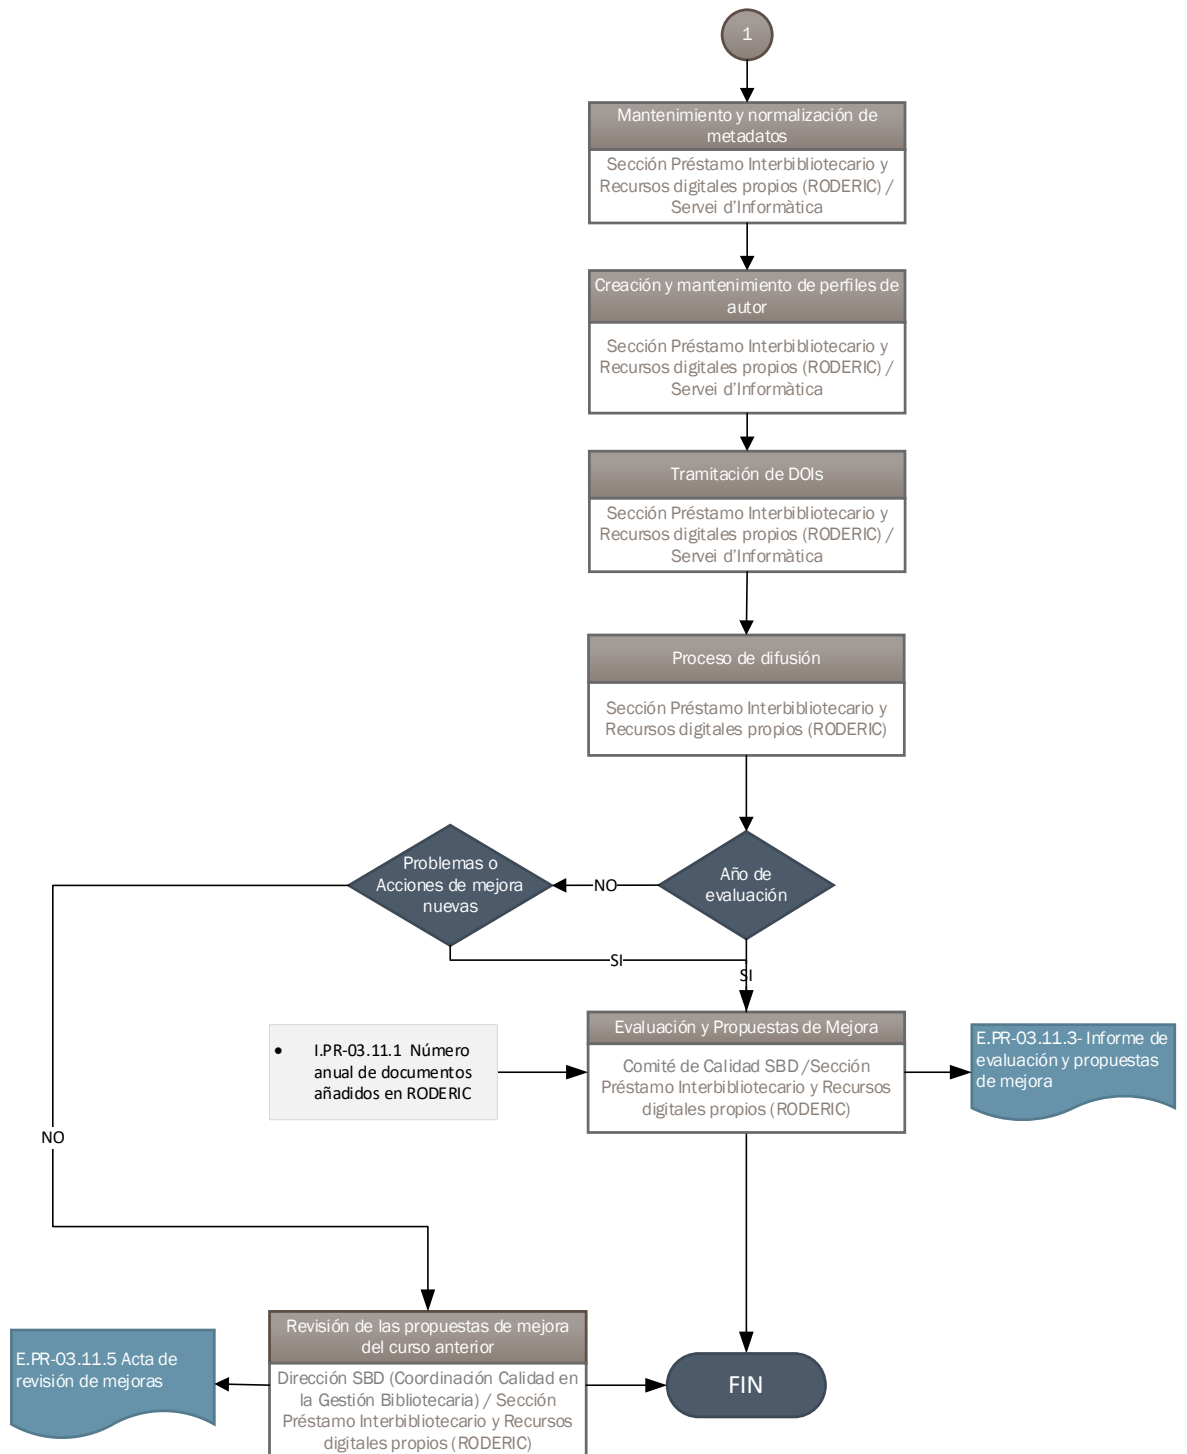 1
Mantenimiento y normalización de
metadatos
Sección Préstamo Interbibliotecario y
Recursos digitales propios (RODERIC) /
Servei d'Informàtica
Creación y mantenimiento de perfiles de
autor
Sección Préstamo Interbibliotecario y
Recursos digitales propios (RODERIC) /
Servei d'Informàtica
Tramitación de DOIs
Sección Préstamo Interbibliotecario y
Recursos digitales propios (RODERIC) /
Servei d'Informàtica
Proceso de difusión
Sección Préstamo Interbibliotecario y
Recursos digitales propios (RODERIC)
Problemas o
Acciones de mejora
nuevas
NO
Año de
evaluación
SI
SI
• I.PR-03.11.1 Número
anual de documentos
añadidos en RODERIC
Evaluación y Propuestas de Mejora
Comité de Calidad SBD /Sección
Préstamo Interbibliotecario y Recursos
digitales propios (RODERIC)
E.PR-03.11.3- Informe de
evaluación y propuestas
de mejora
NO
E.PR-03.11.5 Acta de
revisión de mejoras
Revisión de las propuestas de mejora
del curso anterior
Dirección SBD (Coordinación Calidad en
la Gestión Bibliotecaria) / Sección
Préstamo Interbibliotecario y Recursos
digitales propios (RODERIC)
FIN